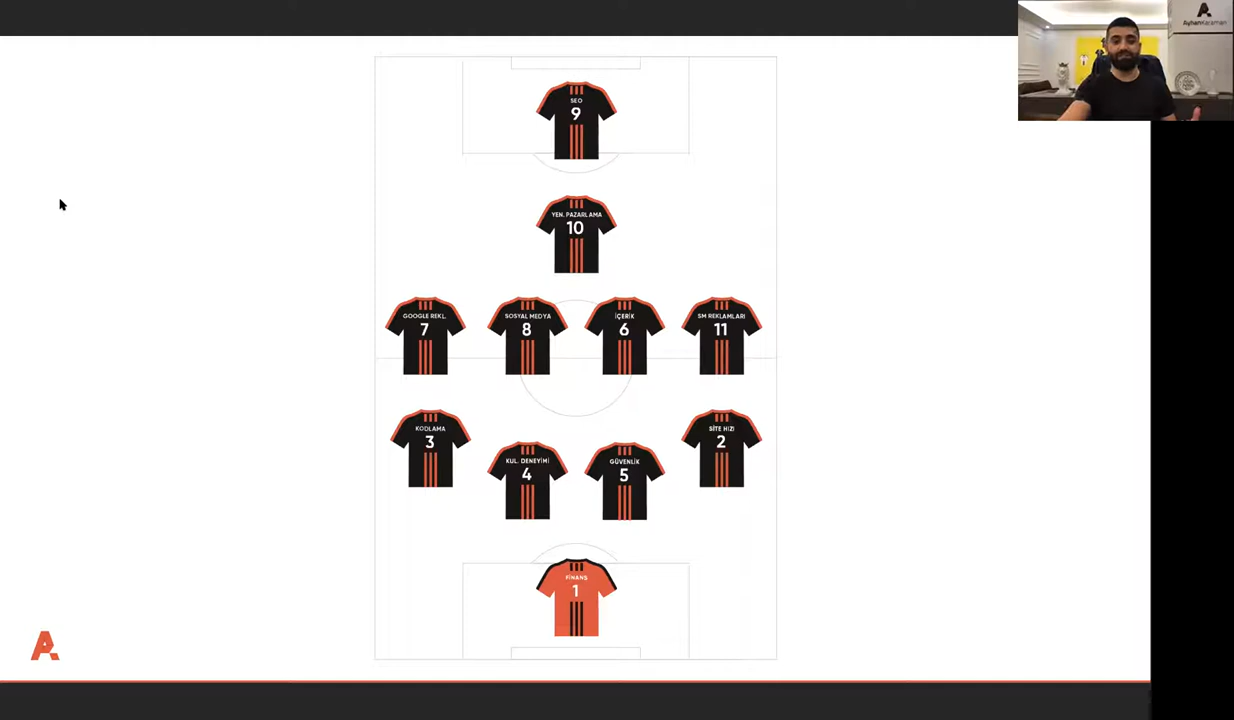 AyhanKaraman
SEO
9
YEN. PAZARLAMA
10
GOOGLE REKL.
7
SOSYAL MEDYA
8
İÇERİK
6
SM REKLAMLARI
11
KODLAMA
3
KUL. DENEYİMİ
4
GÜVENLİK
5
SİTE HIZI
2
FİNANS
1